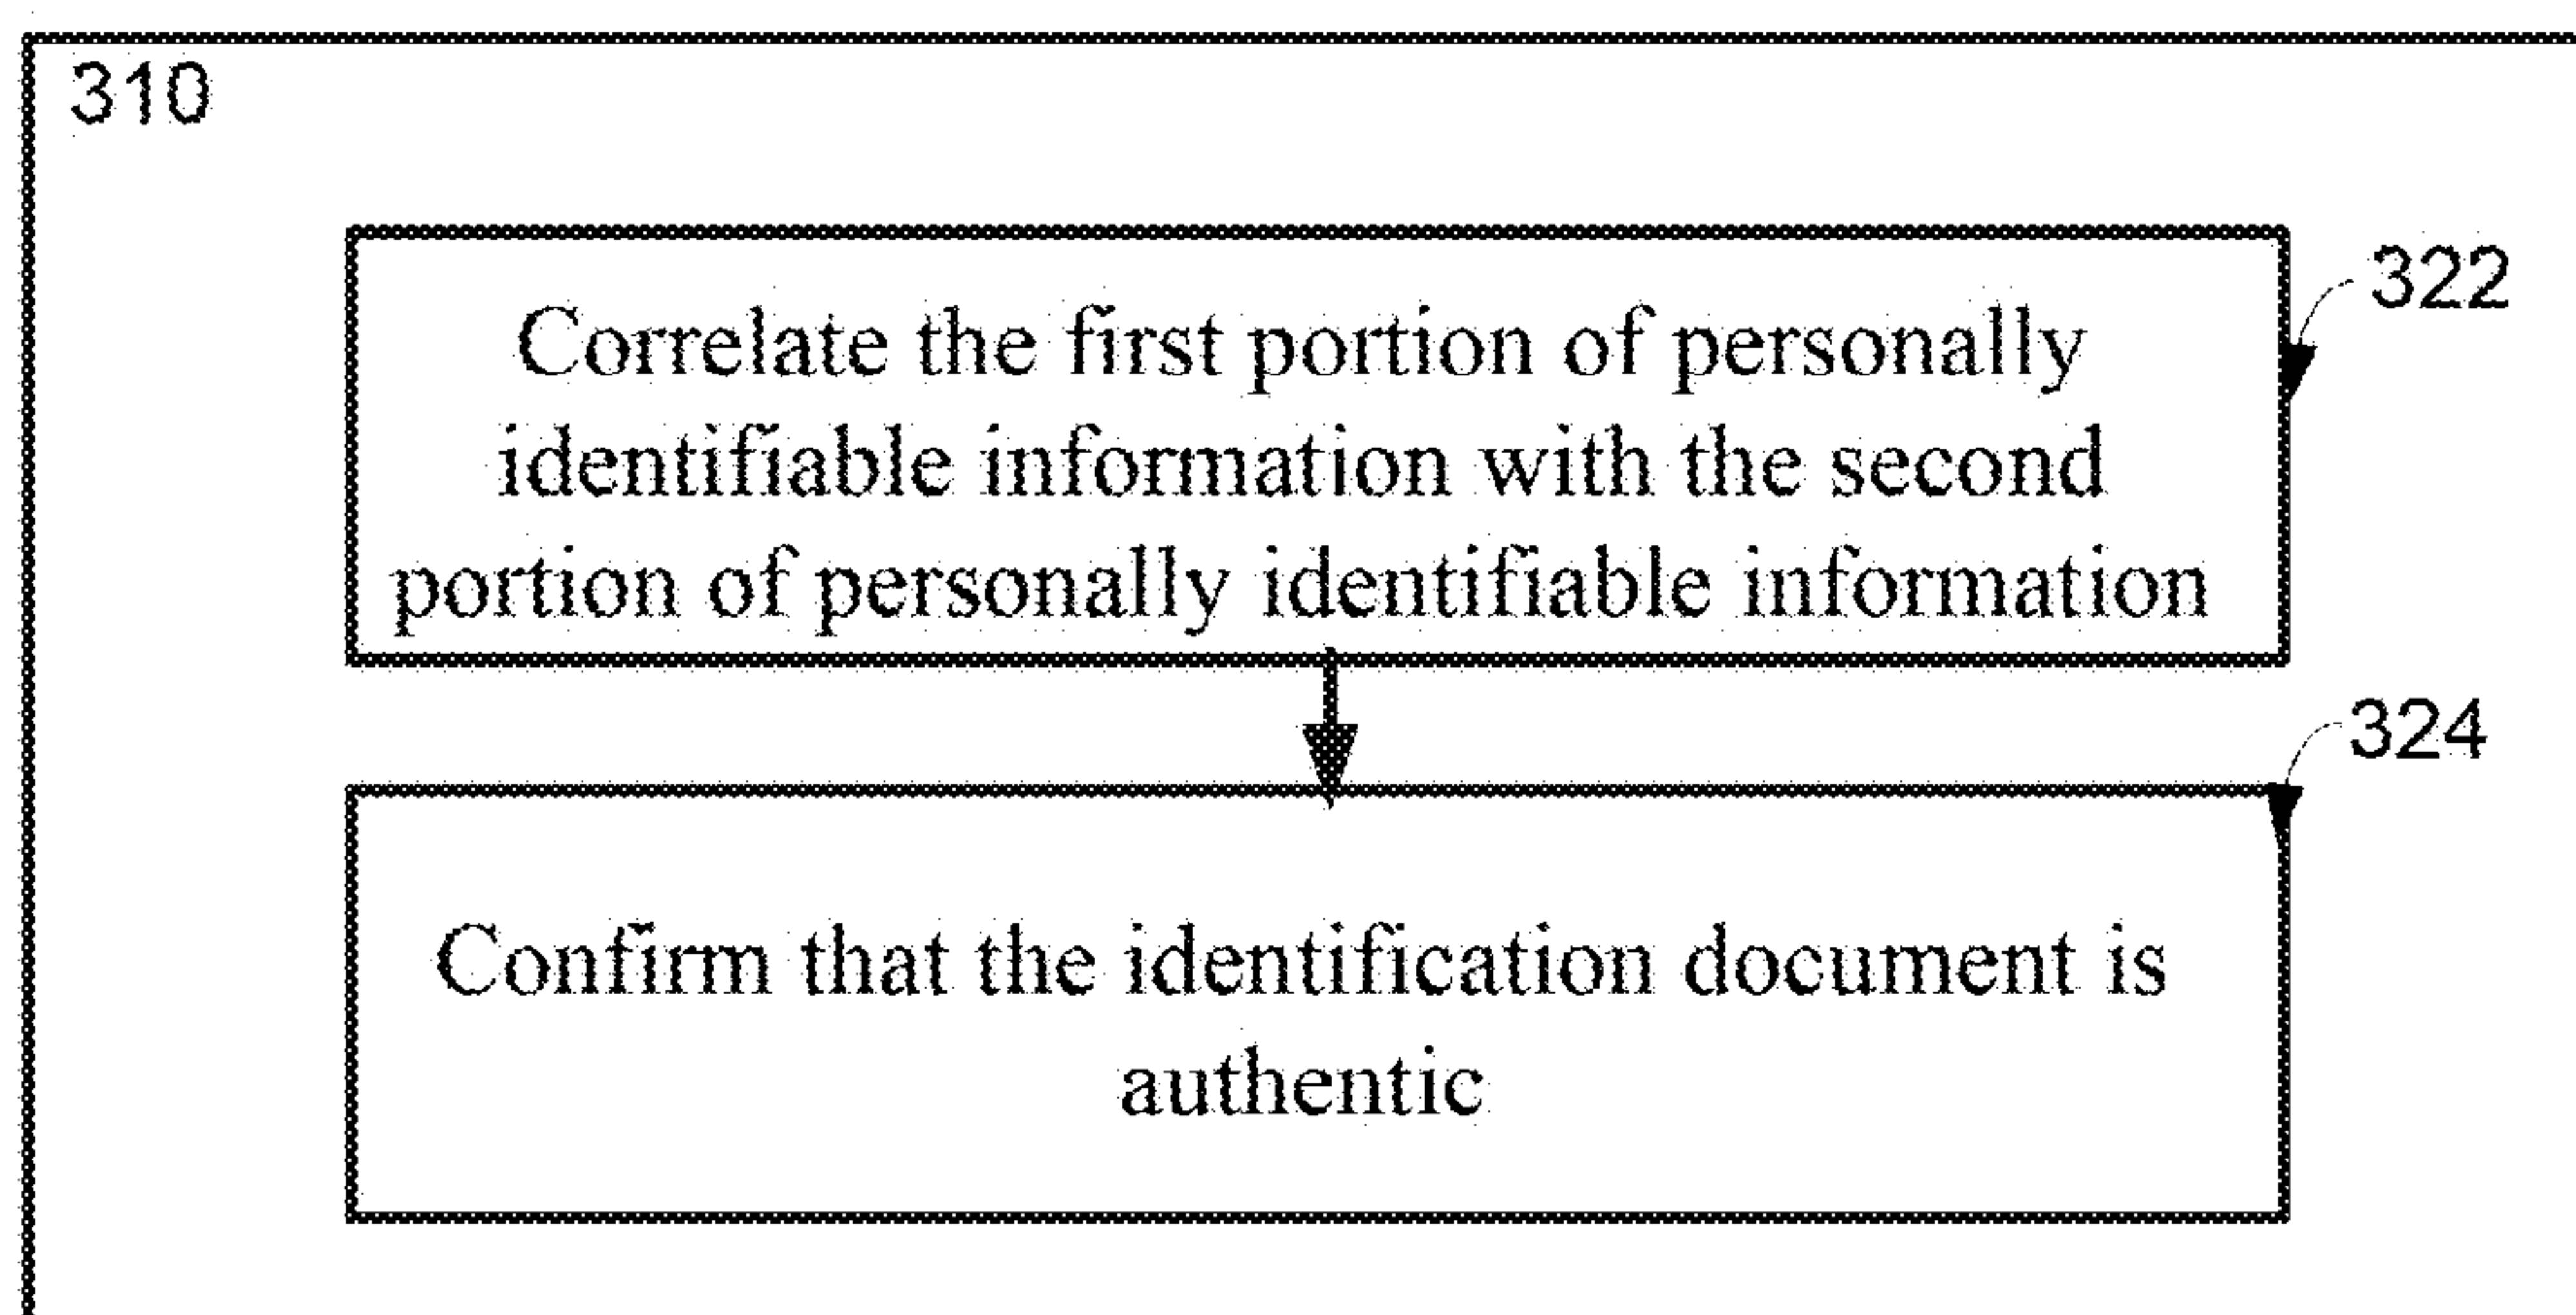 310
Correlate the first portion of personally
identifiable information with the second
portion of personally identifiable information
322
324
Confirm that the identification document is
authentic